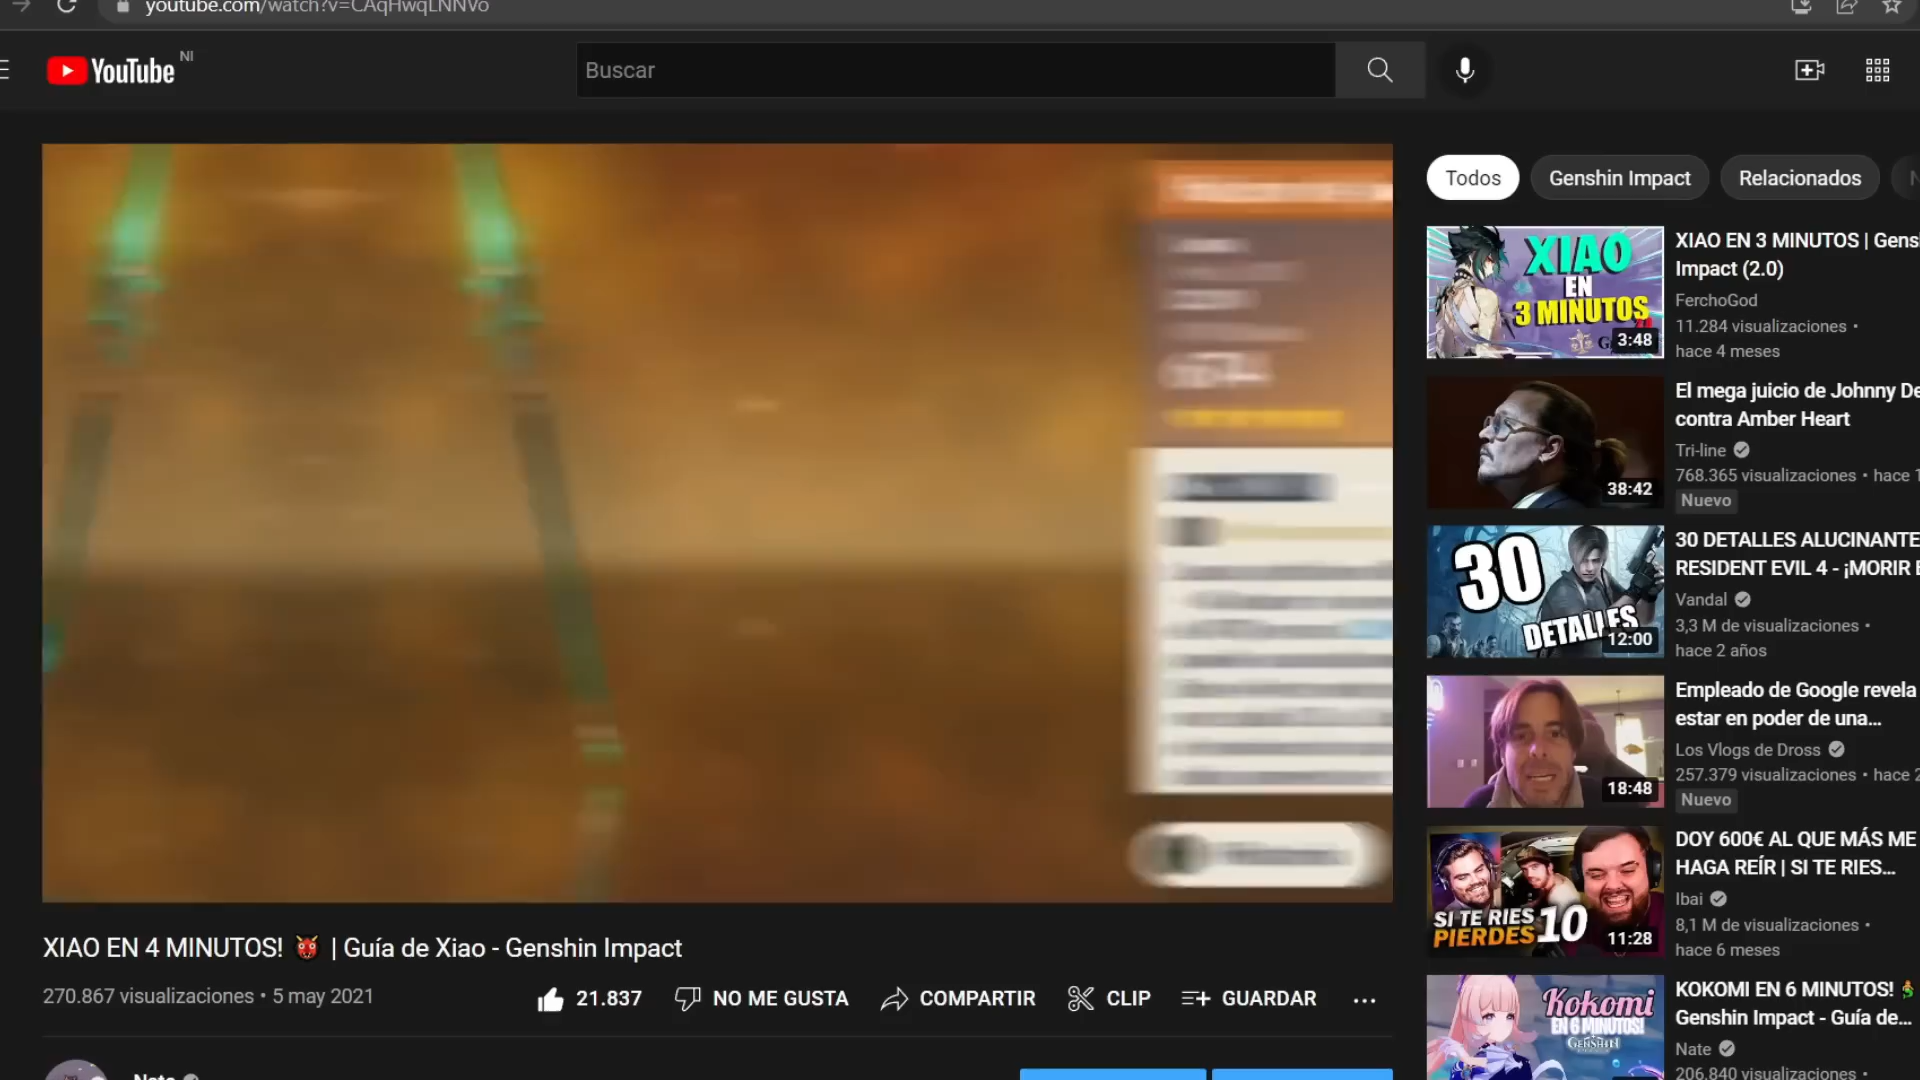 youtube.com/watch?v=CAqHwqLNNVo
YouTube NI
Buscar
XIAO EN 4 MINUTOS! 👹 | Guía de Xiao - Genshin Impact
270.867 visualizaciones • 5 may 2021
21.837
NO ME GUSTA
COMPARTIR
CLIP
GUARDAR
Nate
Todos
Genshin Impact
Relacionados
XIAO
EN
3 MINUTOS
3:48
XIAO EN 3 MINUTOS | Gens
Impact (2.0)
FerchoGod
11.284 visualizaciones •
hace 4 meses
38:42
El mega juicio de Johnny De
contra Amber Heart
Tri-line
768.365 visualizaciones • hace 1
Nuevo
30
DETALLES
12:00
30 DETALLES ALUCINANTE
RESIDENT EVIL 4 - ¡MORIR E
Vandal
3,3 M de visualizaciones •
hace 2 años
18:48
Empleado de Google revela
estar en poder de una...
Los Vlogs de Dross
257.379 visualizaciones • hace 2
Nuevo
SI TE RIES
PIERDES 10
11:28
DOY 600€ AL QUE MÁS ME
HAGA REÍR | SI TE RIES...
Ibai
8,1 M de visualizaciones •
hace 6 meses
Kokomi
EN 6 MINUTOS!
GENSHIN
KOKOMI EN 6 MINUTOS!
Genshin Impact - Guía de...
Nate
206.840 visualizaciones •